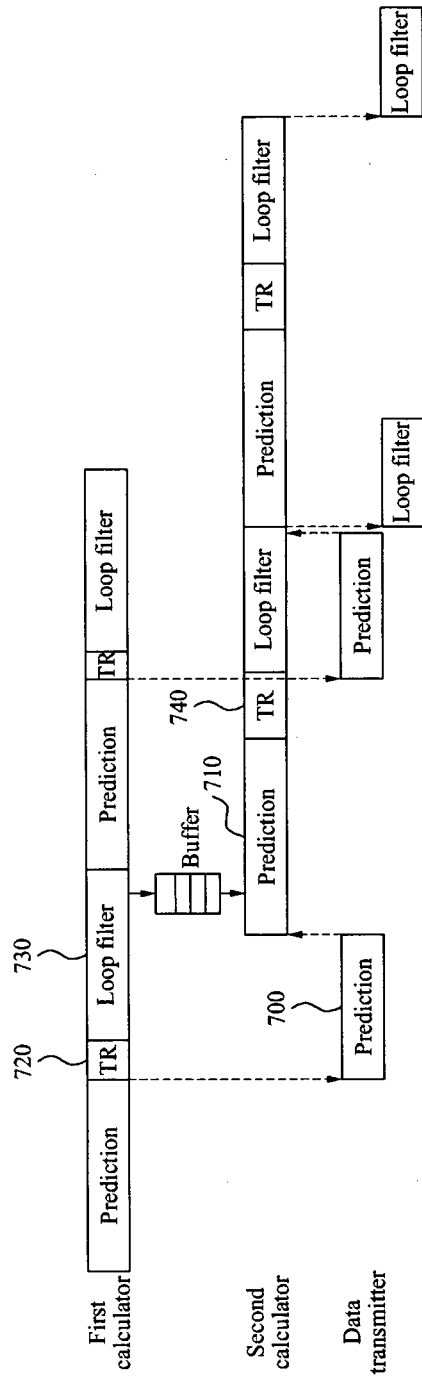 730
720
First
calculator
Prediction
TR
Loop filter
Prediction
TR
Loop filter
Buffer
710
740
Second
calculator
Prediction
TR
Loop filter
Prediction
TR
Loop filter
700
Data
transmitter
Prediction
Prediction
Loop filter
Loop filter